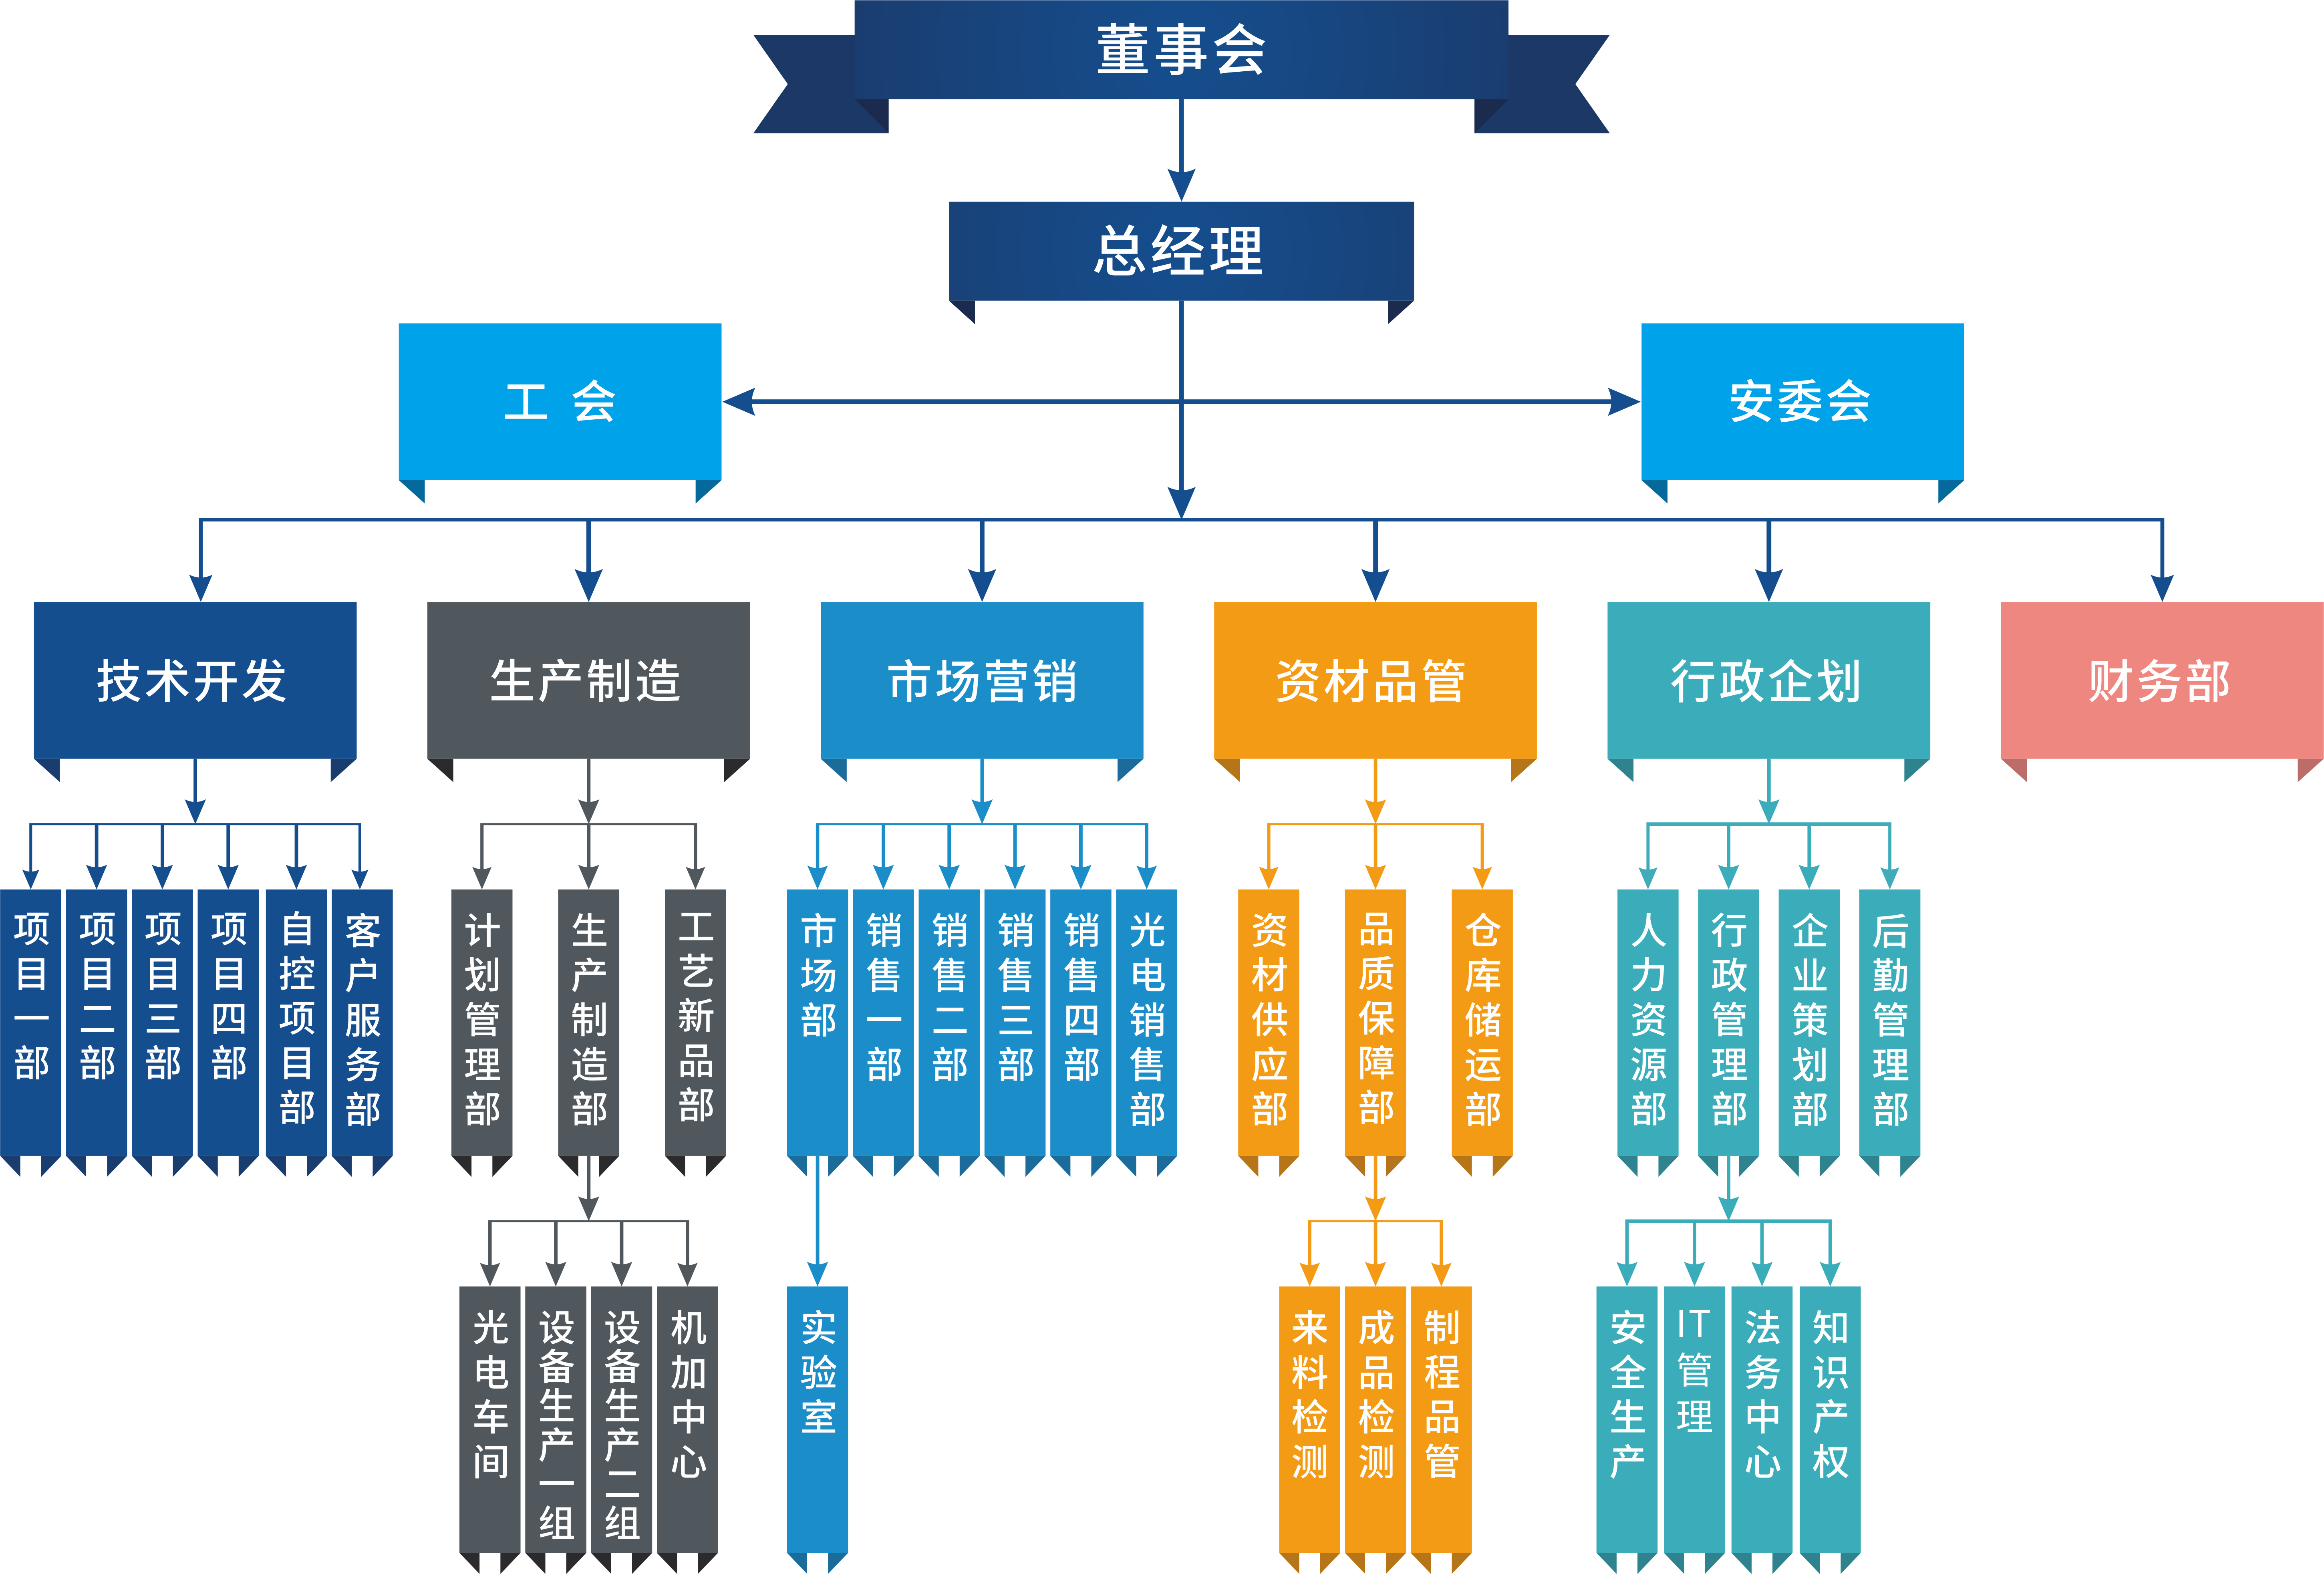 董事会
总经理
工 会
安委会
技术开发
生产制造
市场营销
资材品管
行政企划
财务部
项目一部
项目二部
项目三部
项目四部
自控项目部
客户服务部
计划管理部
生产制造部
工艺新品部
市场部
销售一部
销售二部
销售三部
销售四部
光电销售部
资材供应部
品质保障部
仓库储运部
人力资源部
行政管理部
企业策划部
后勤管理部
光电车间
设备生产一组
设备生产二组
机加中心
实验室
来料检测
成品检测
制程品管
安全生产
IT管理
法务中心
知识产权